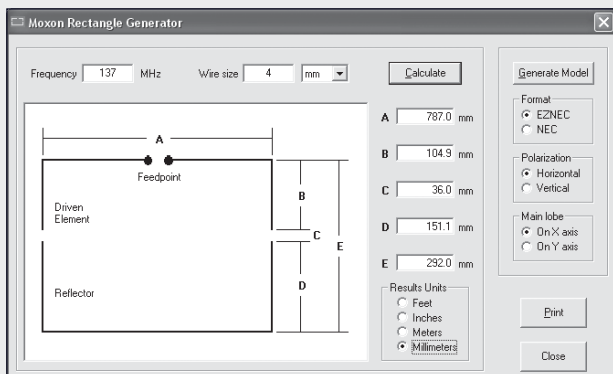 Moxon Rectangle Generator
Frequency 137 MHz Wire size 4 mm Calculate
A
Feedpoint
Driven
Element
B
C
E
D
Reflector
A 787.0 mm
B 104.9 mm
C 36.0 mm
D 151.1 mm
E 292.0 mm
Results Units
Feet
Inches
Meters
Millimeters
Generate Model
Format
EZNEC
NEC
Polarization
Horizontal
Vertical
Main lobe
On X axis
On Y axis
Print
Close